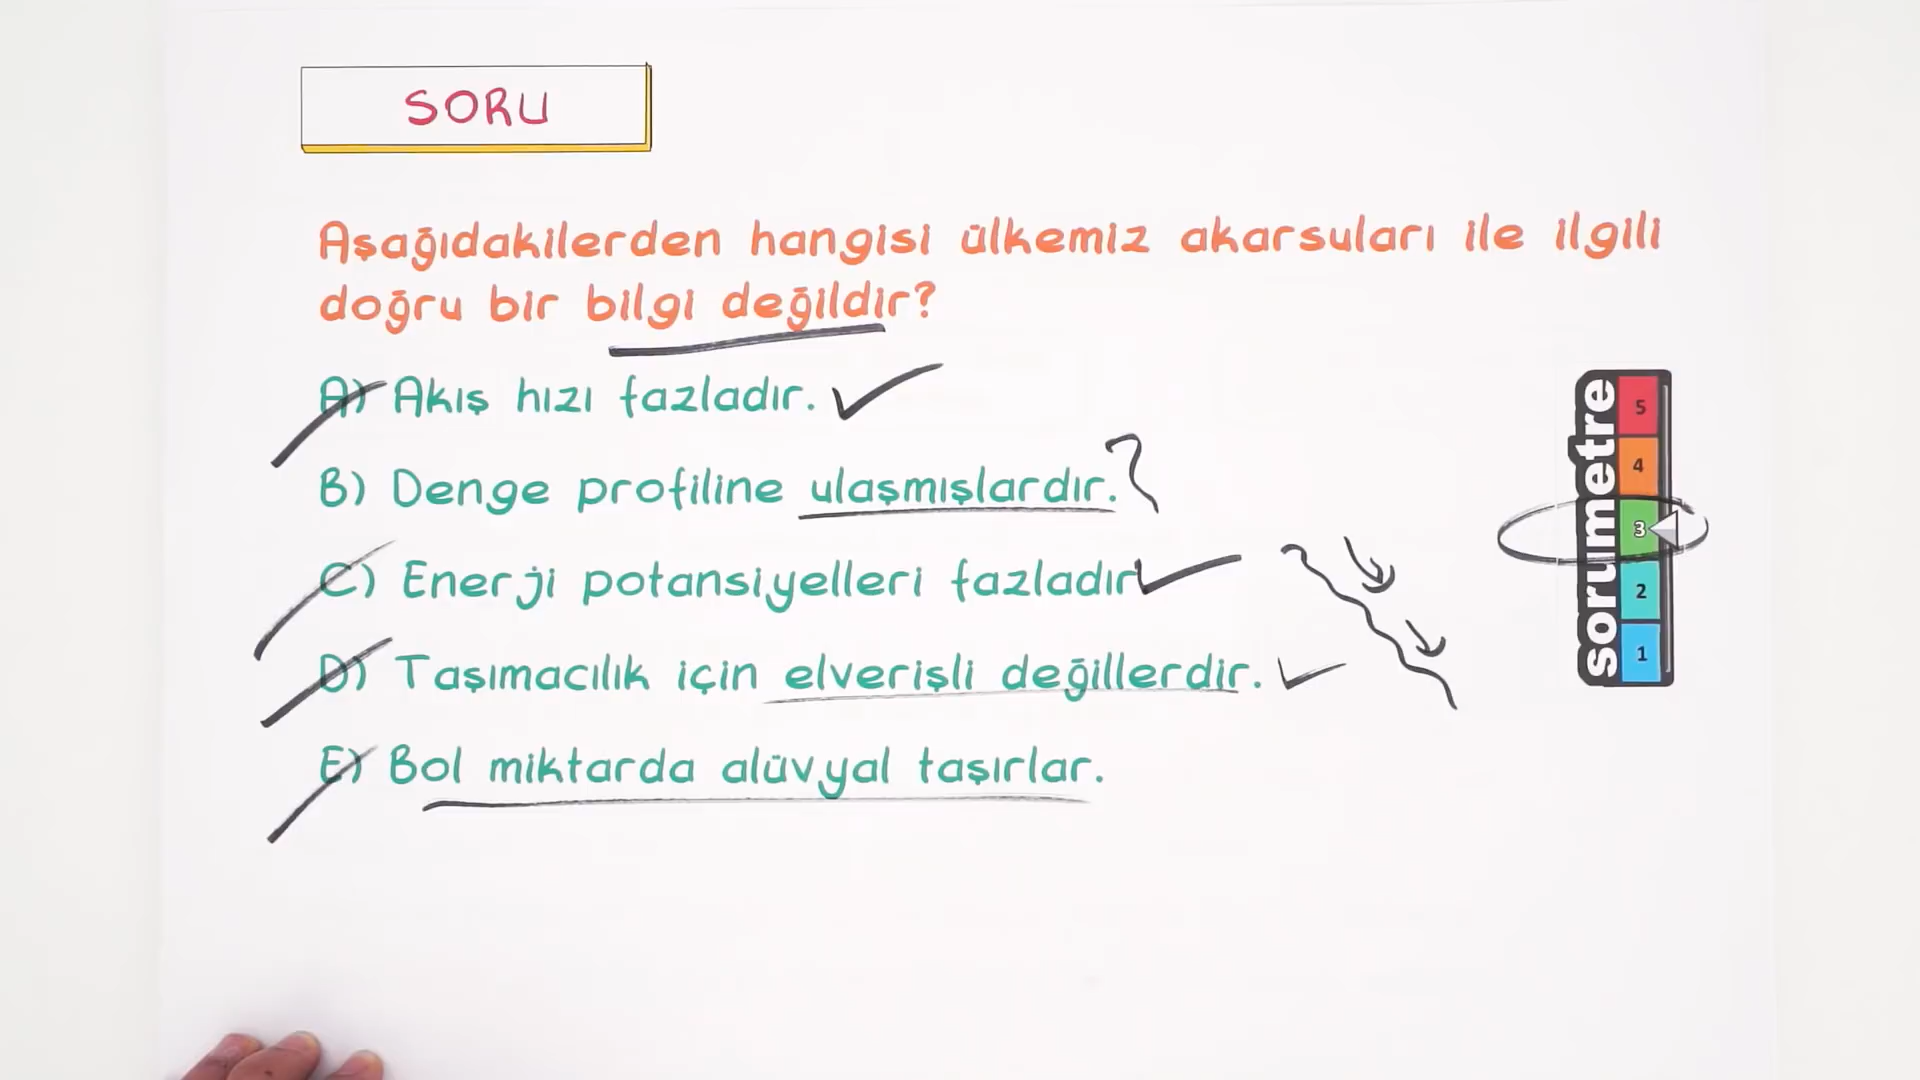 SORU
Aşağıdakilerden hangisi ülkemiz akarsuları ile ilgili
doğru bir bilgi değildir?
A) Akış hızı fazladır.
B) Denge profiline ulaşmışlardır.
C) Enerji potansiyelleri fazladır
D) Taşımacılık için elverişli değillerdir.
E) Bol miktarda alüvyal taşırlar.
sorumetre
5
4
3
2
1